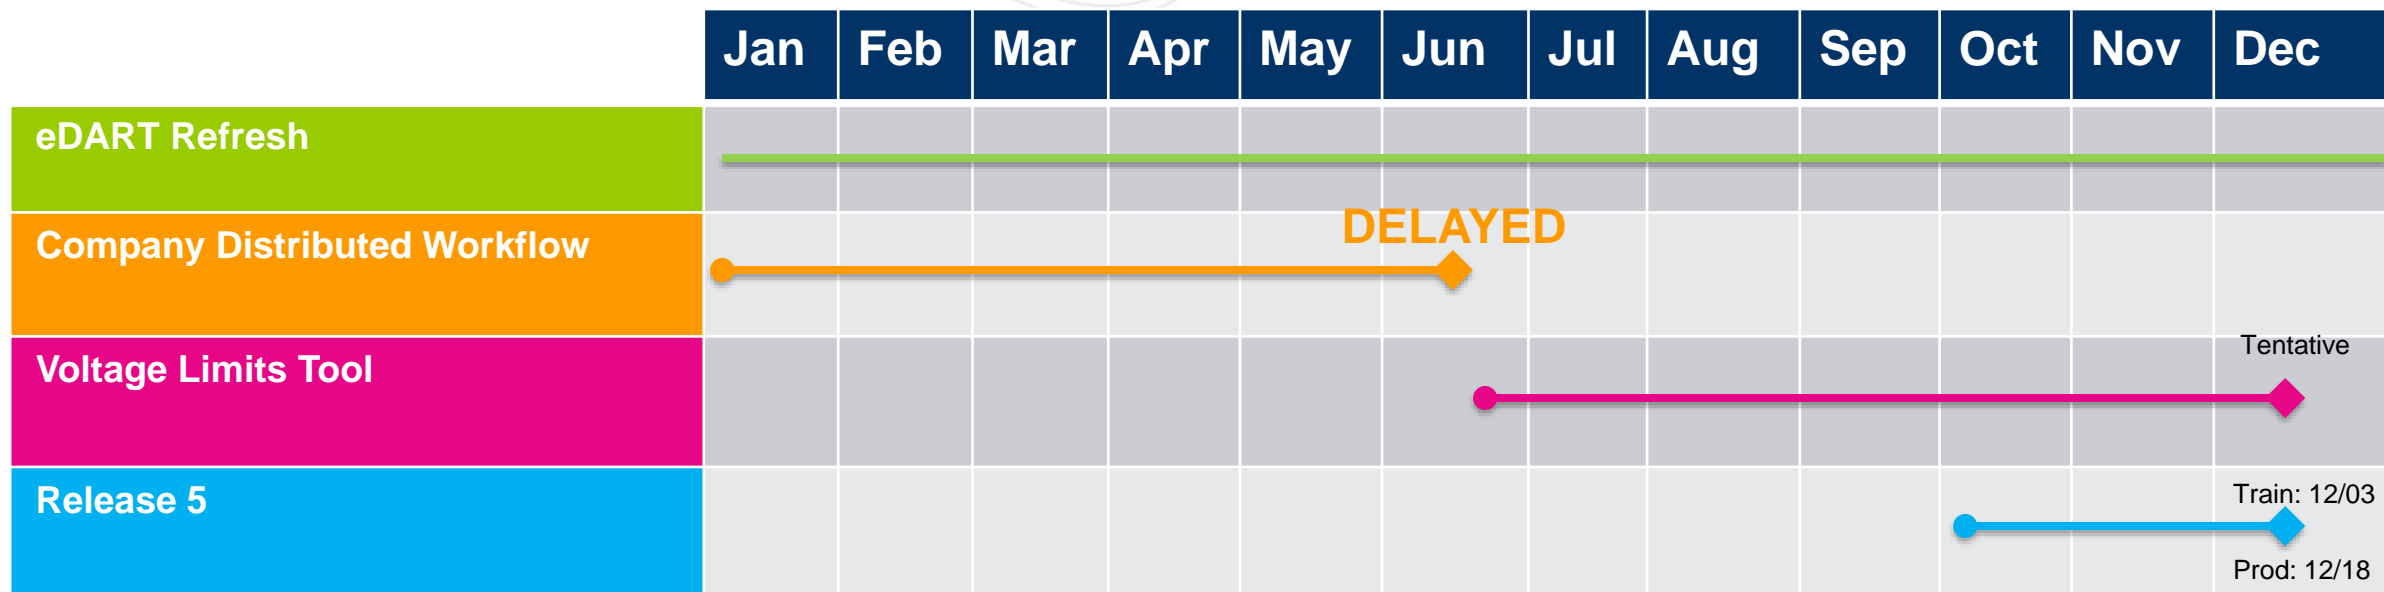 Jan Feb Mar Apr May Jun Jul Aug Sep Oct Nov Dec
eDART Refresh
DELAYED
Company Distributed Workflow
Tentative
Voltage Limits Tool
Release 5
Train: 12/03
Prod: 12/18